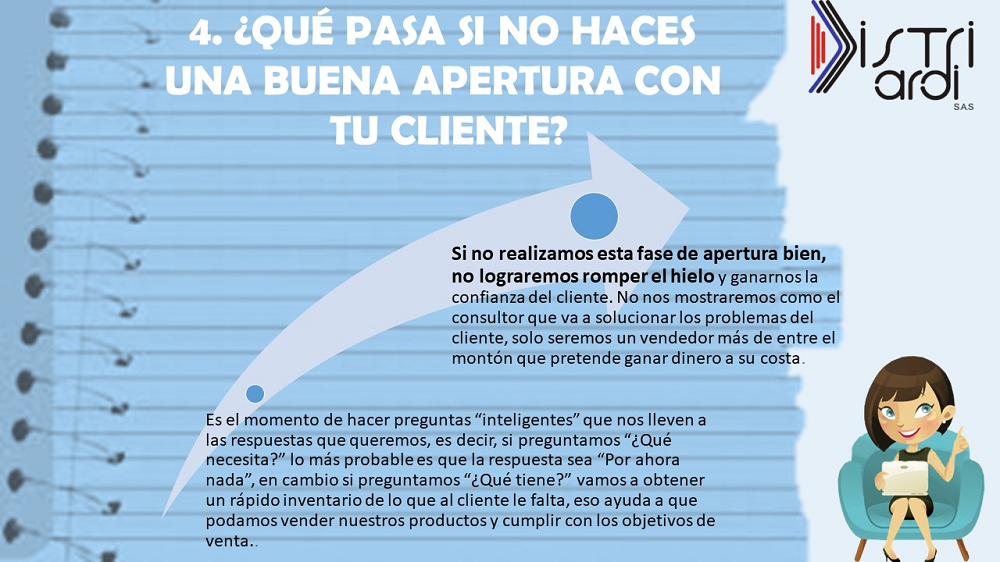 4. ¿QUÉ PASA SI NO HACES
UNA BUENA APERTURA CON
TU CLIENTE?
Distri
ardi
S.A.S
Si no realizamos esta fase de apertura bien,
no lograremos romper el hielo y ganarnos la
confianza del cliente. No nos mostraremos como el
consultor que va a solucionar los problemas del
cliente, solo seremos un vendedor más de entre el
montón que pretende ganar dinero a su costa.
Es el momento de hacer preguntas “inteligentes” que nos lleven a
las respuestas que queremos, es decir, si preguntamos “¿Qué
necesita?” lo más probable es que la respuesta sea “Por ahora
nada”, en cambio si preguntamos “¿Qué tiene?” vamos a obtener
un rápido inventario de lo que al cliente le falta, eso ayuda a que
podamos vender nuestros productos y cumplir con los objetivos de
venta..